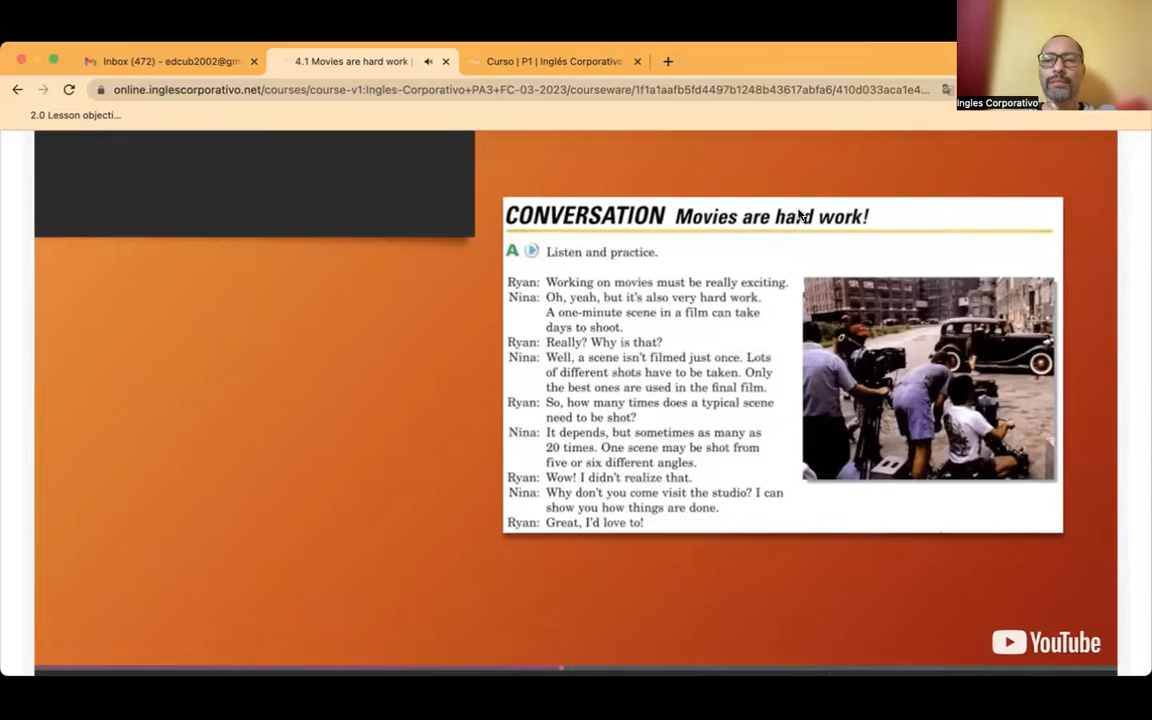 Inbox (472) - edcub2002@gm
4.1 Movies are hard work |
Curso | P1 | Inglés Corporativo
online.inglescorporativo.net/courses/course-v1:Ingles-Corporativo+PA3+FC-03-2023/courseware/1f1a1aafb5fd4497b1248b43617abfa6/410d033aca1e4...
Ingles Corporativo
2.0 Lesson objecti...
CONVERSATION Movies are hard work!
A Listen and practice.
Ryan: Working on movies must be really exciting.
Nina: Oh, yeah, but it's also very hard work.
A one-minute scene in a film can take
days to shoot.
Ryan: Really? Why is that?
Nina: Well, a scene isn't filmed just once. Lots
of different shots have to be taken. Only
the best ones are used in the final film.
Ryan: So, how many times does a typical scene
need to be shot?
Nina: It depends, but sometimes as many as
20 times. One scene may be shot from
five or six different angles.
Ryan: Wow! I didn't realize that.
Nina: Why don't you come visit the studio? I can
show you how things are done.
Ryan: Great, I'd love to!
YouTube